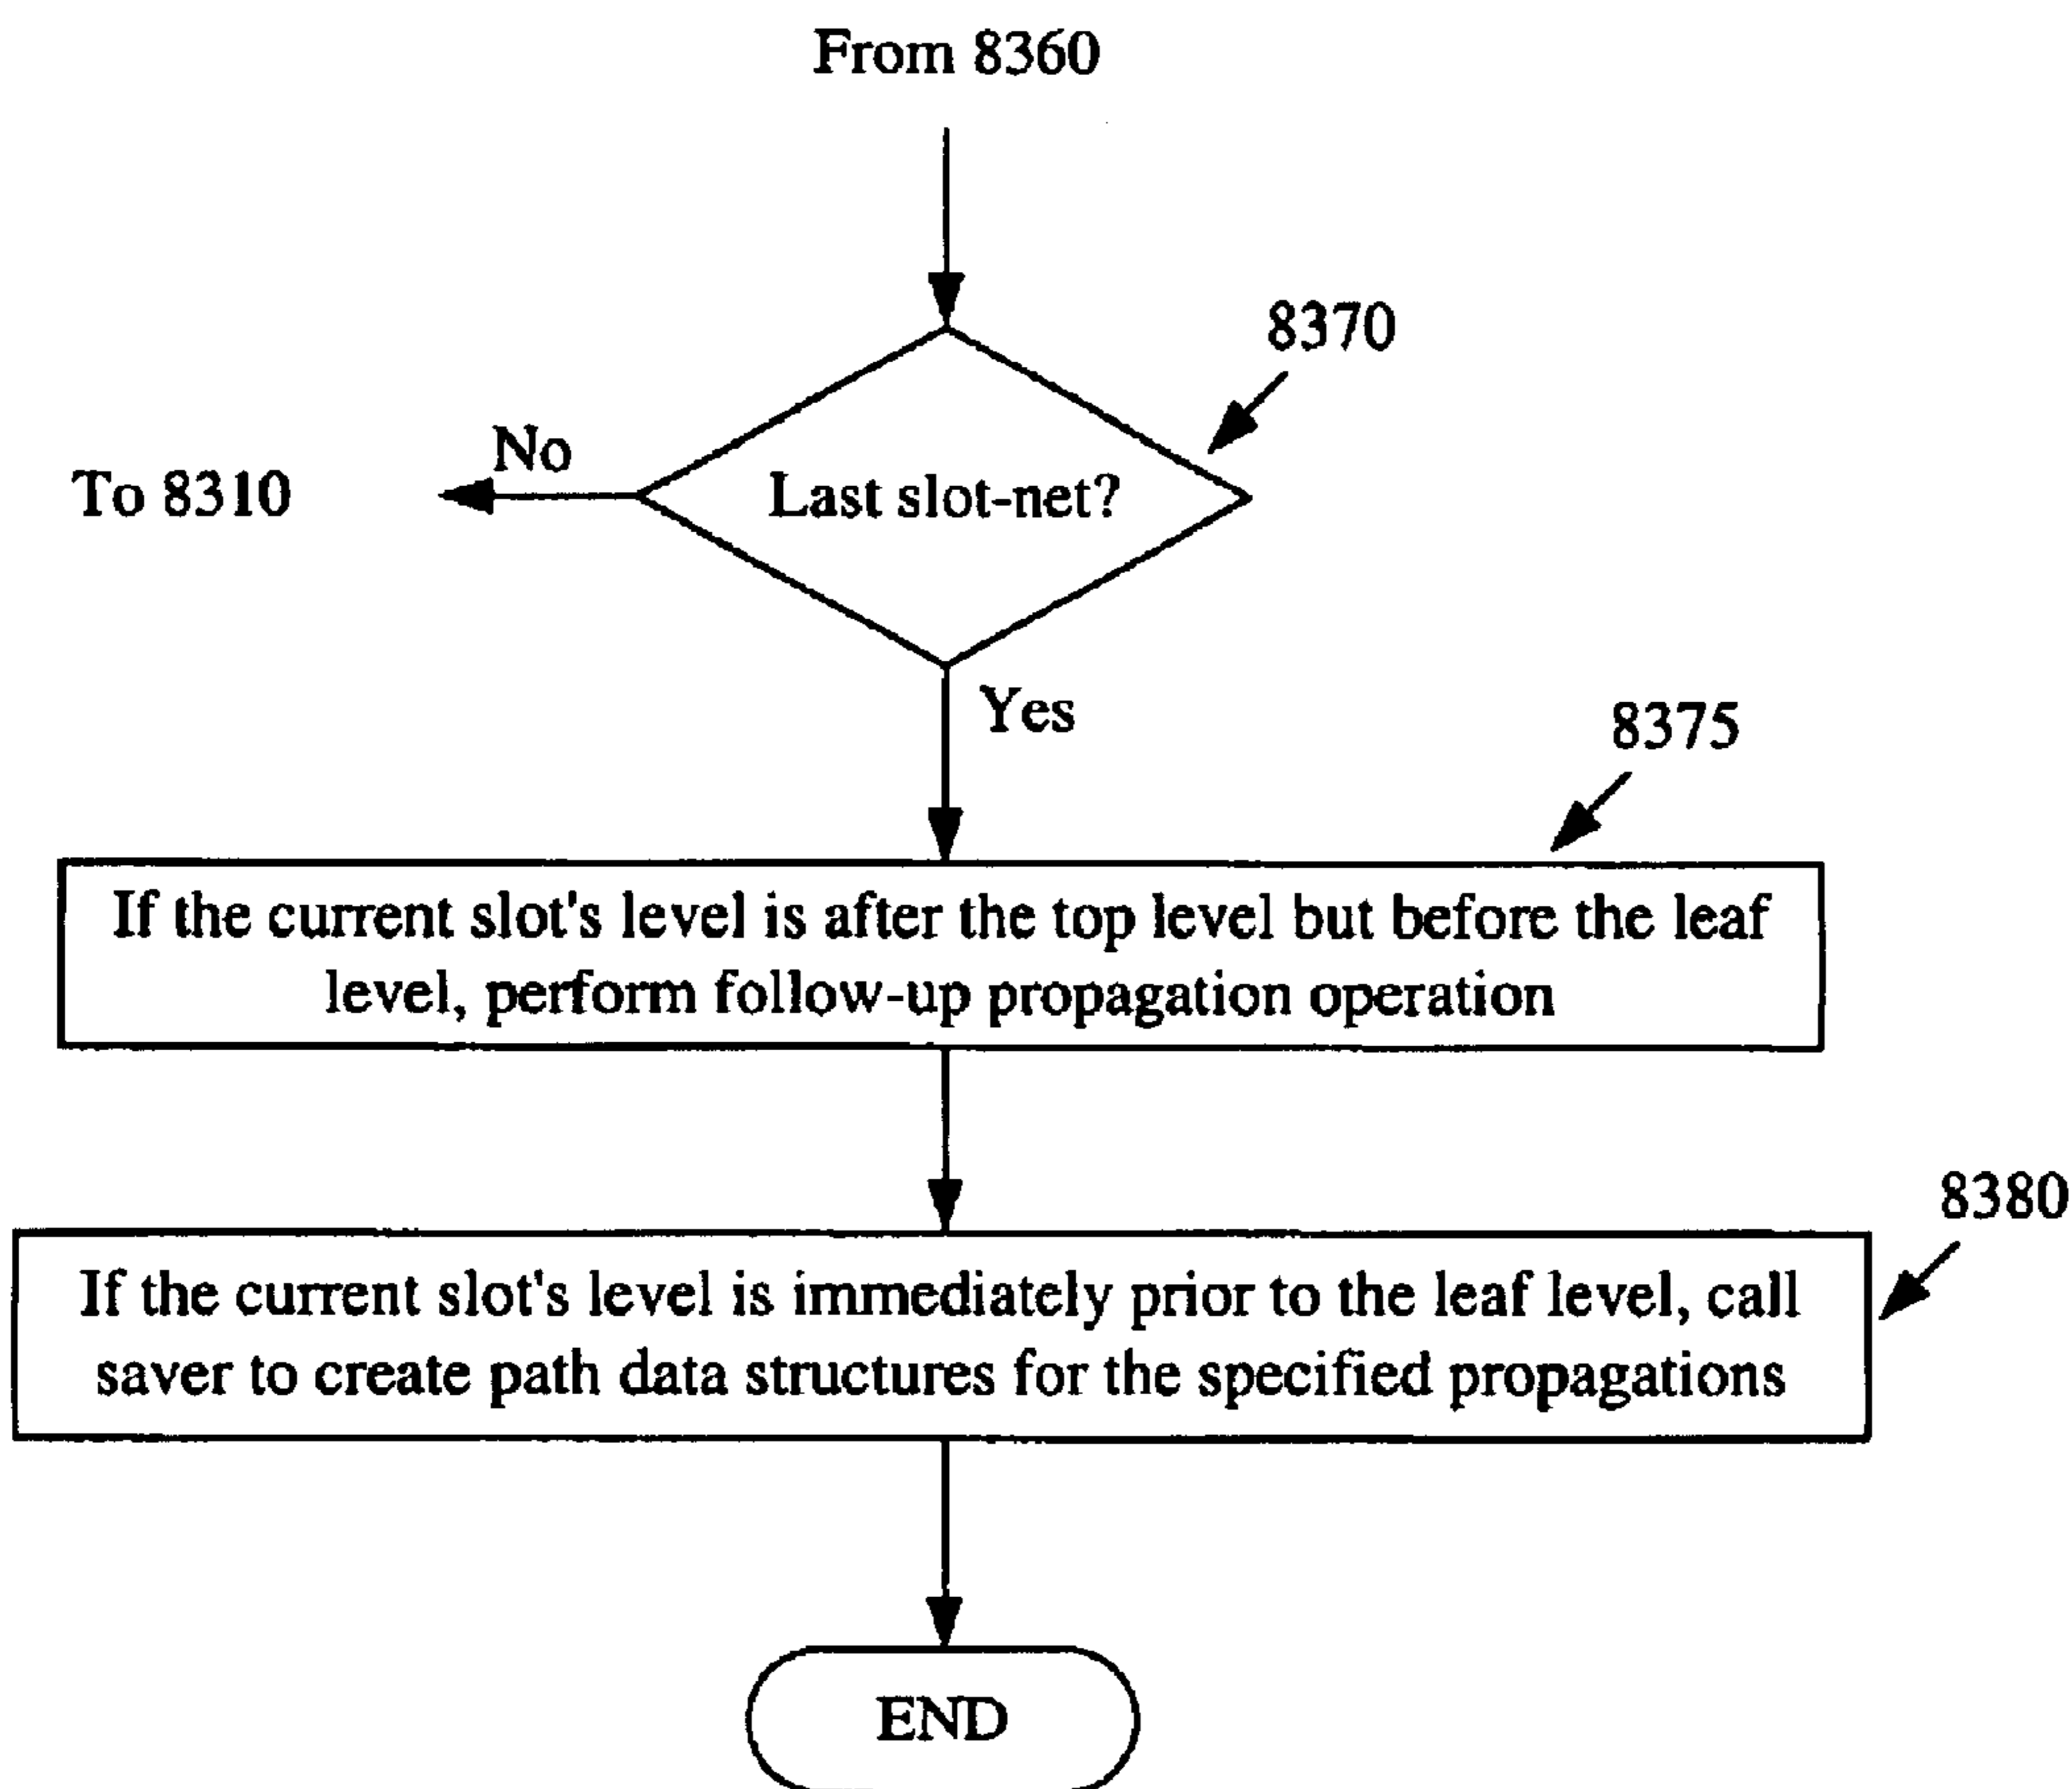 From 8360
8370
No
To 8310
Last slot-net?
Yes
8375
If the current slot's level is after the top level but before the leaf
level, perform follow-up propagation operation
8380
If the current slot's level is immediately prior to the leaf level, call
saver to create path data structures for the specified propagations
END